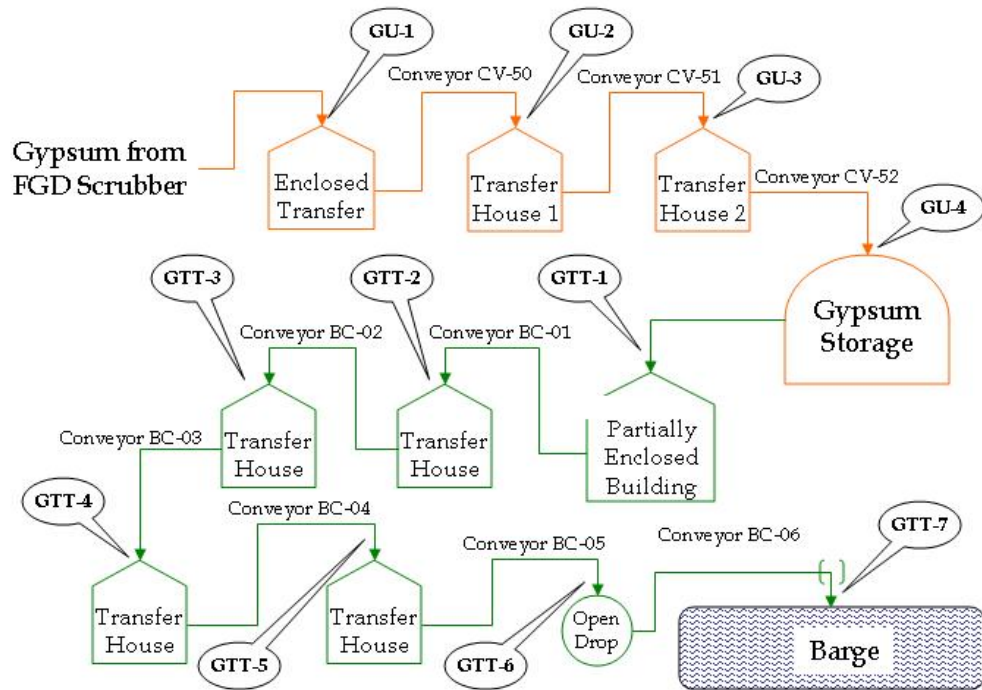 GU-1
GU-2
Conveyor CV-50
Conveyor CV-51
GU-3
Gypsum from
FGD Scrubber
Enclosed
Transfer
Transfer
House 1
Transfer
House 2
Conveyor CV-52
GU-4
GTT-3
GTT-2
GTT-1
Gypsum
Storage
Conveyor BC-02
Conveyor BC-01
Conveyor BC-03
Transfer
House
Transfer
House
Partially
Enclosed
Building
GTT-4
Conveyor BC-04
Conveyor BC-05
Conveyor BC-06
GTT-7
Transfer
House
Transfer
House
Open
Drop
Barge
GTT-5
GTT-6